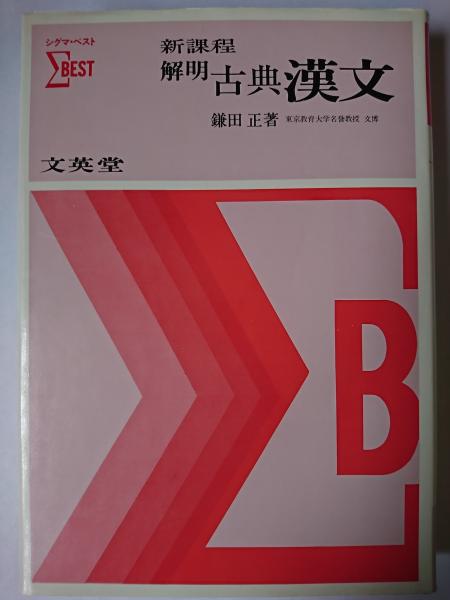 シグマ・ベスト
ΣBEST
新課程
解明古典漢文
鎌田 正著 東京教育大学名誉教授 文博
文英堂
ΣB